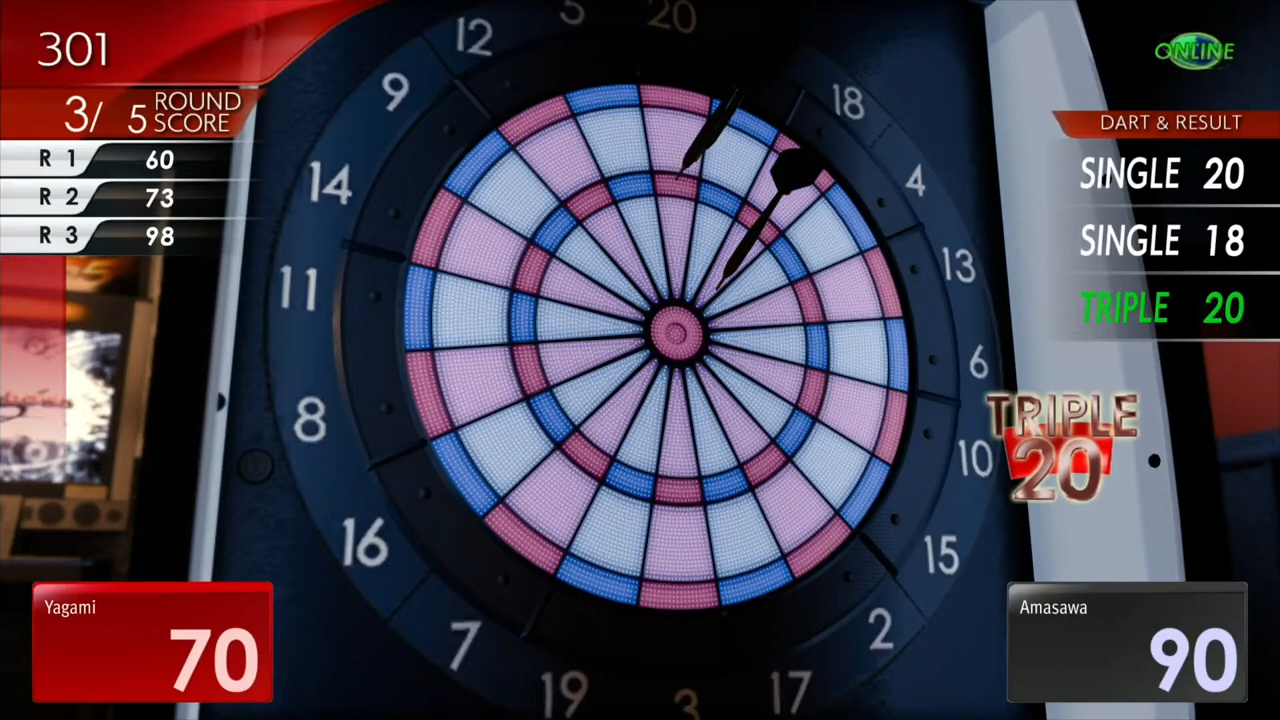 301
ONLINE
3/ 5 ROUND SCORE
R 1 60
R 2 73
R 3 98
DART & RESULT
SINGLE 20
SINGLE 18
TRIPLE 20
5
20
12
9
18
14
4
11
13
8
6
10
16
15
7
2
19
3
17
TRIPLE
20
Yagami
70
Amasawa
90